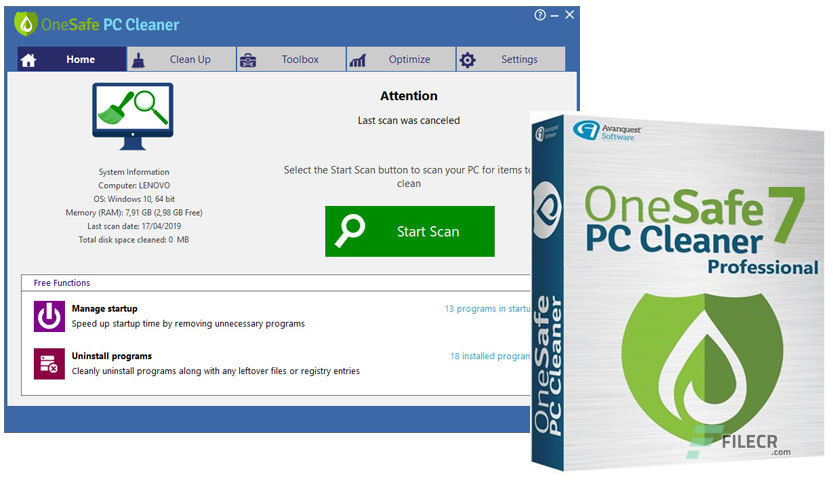 OneSafe PC Cleaner
Home
Clean Up
Toolbox
Optimize
Settings
Attention
Last scan was canceled
System Information
Computer: LENOVO
OS: Windows 10, 64 bit
Memory (RAM): 7,91 GB (2,98 GB Free)
Last scan date: 17/04/2019
Total disk space cleaned: 0 MB
Select the Start Scan button to scan your PC for items to
clean
Start Scan
Free Functions
Manage startup
13 programs in startu
Speed up startup time by removing unnecessary programs
Uninstall programs
18 installed program
Cleanly uninstall programs along with any leftover files or registry entries
Avanquest
Software
OneSafe 7
PC Cleaner
Professional
OneSafe
PC Cleaner
FILECR
.com